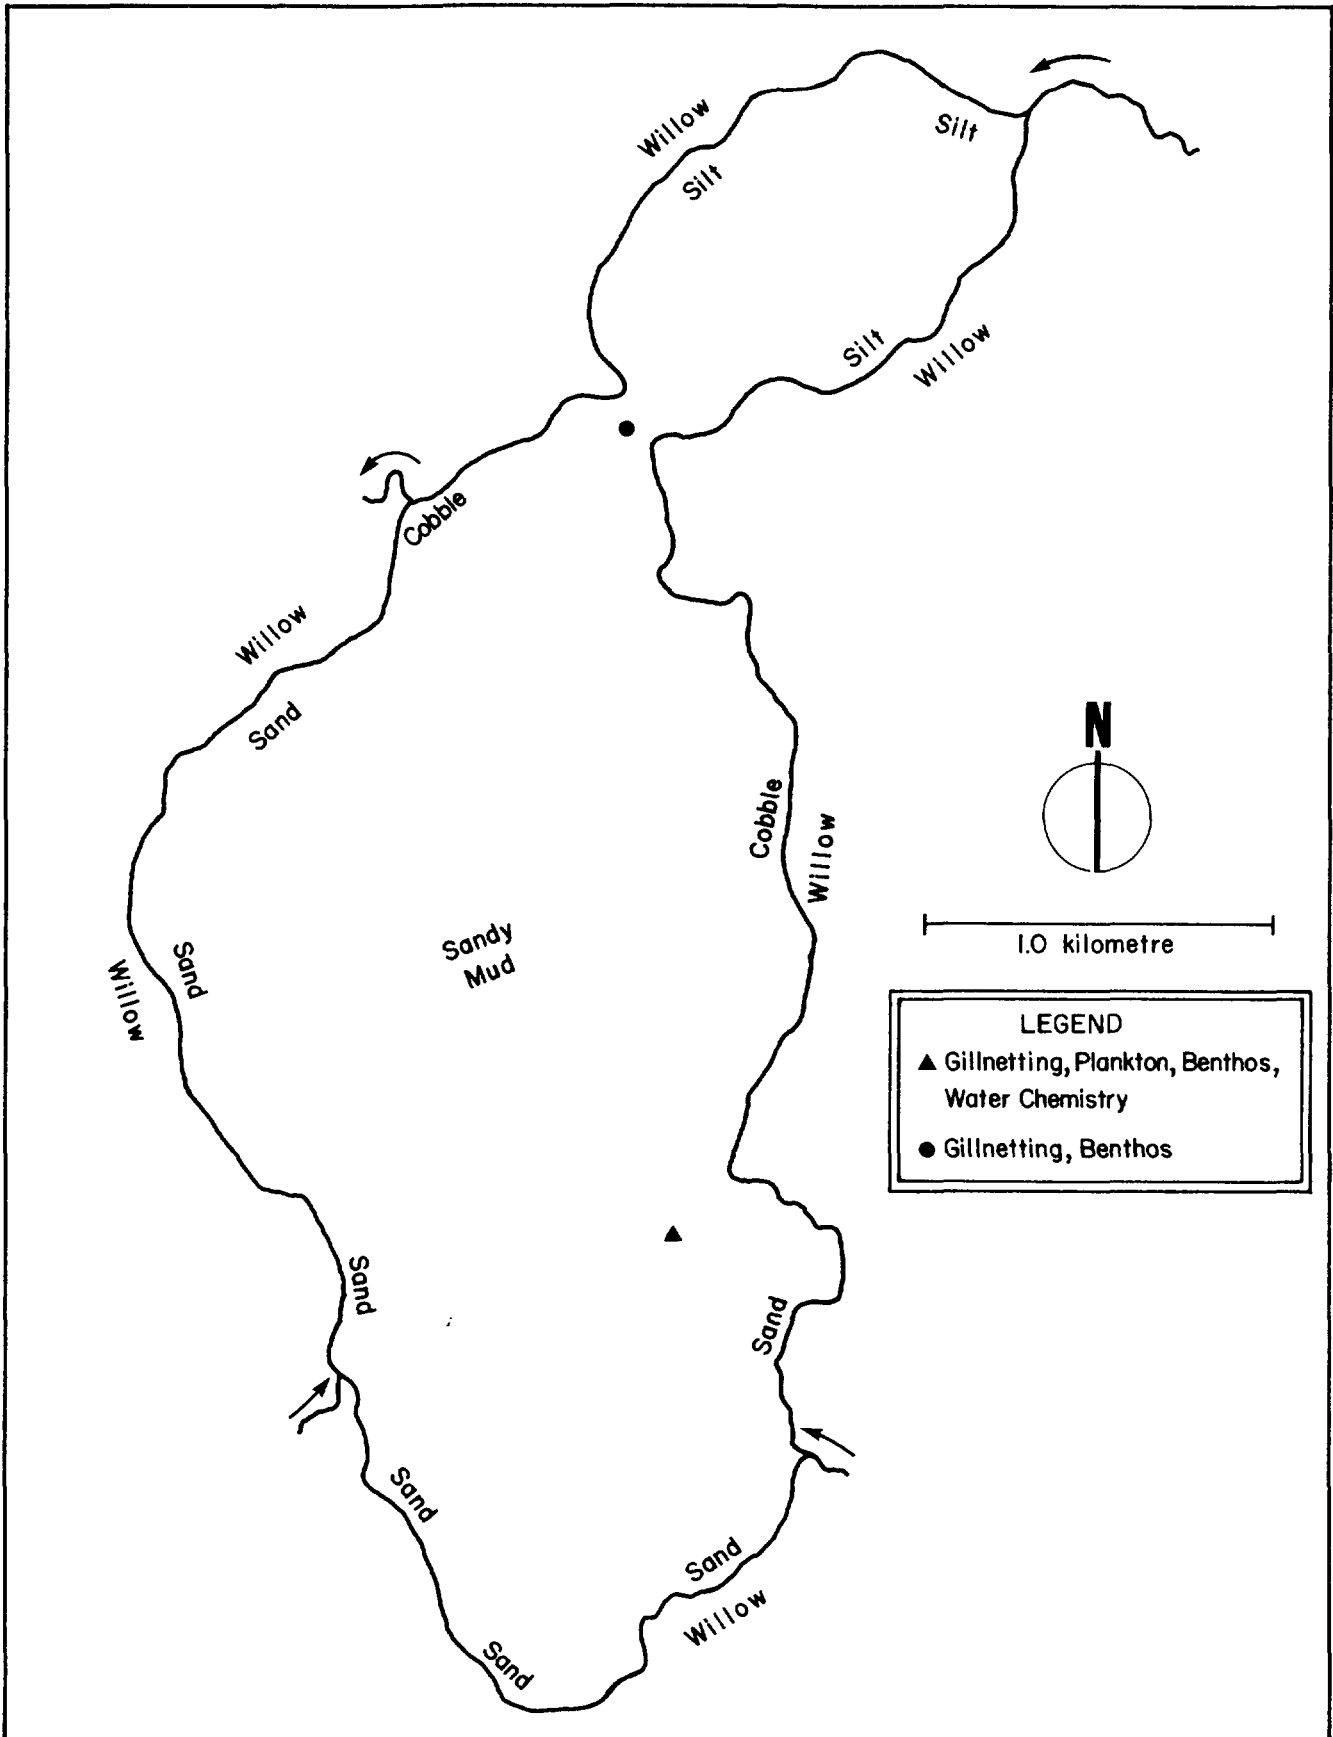 Willow
Silt
Silt
Silt
Willow
Cobble
Willow
Sand
N
Cobble
Willow
1.0 kilometre
Sandy
Mud
Sand
Willow
LEGEND
▲ Gillnetting, Plankton, Benthos,
Water Chemistry
● Gillnetting, Benthos
Sand
Sand
Sand
Sand
Willow
Sand